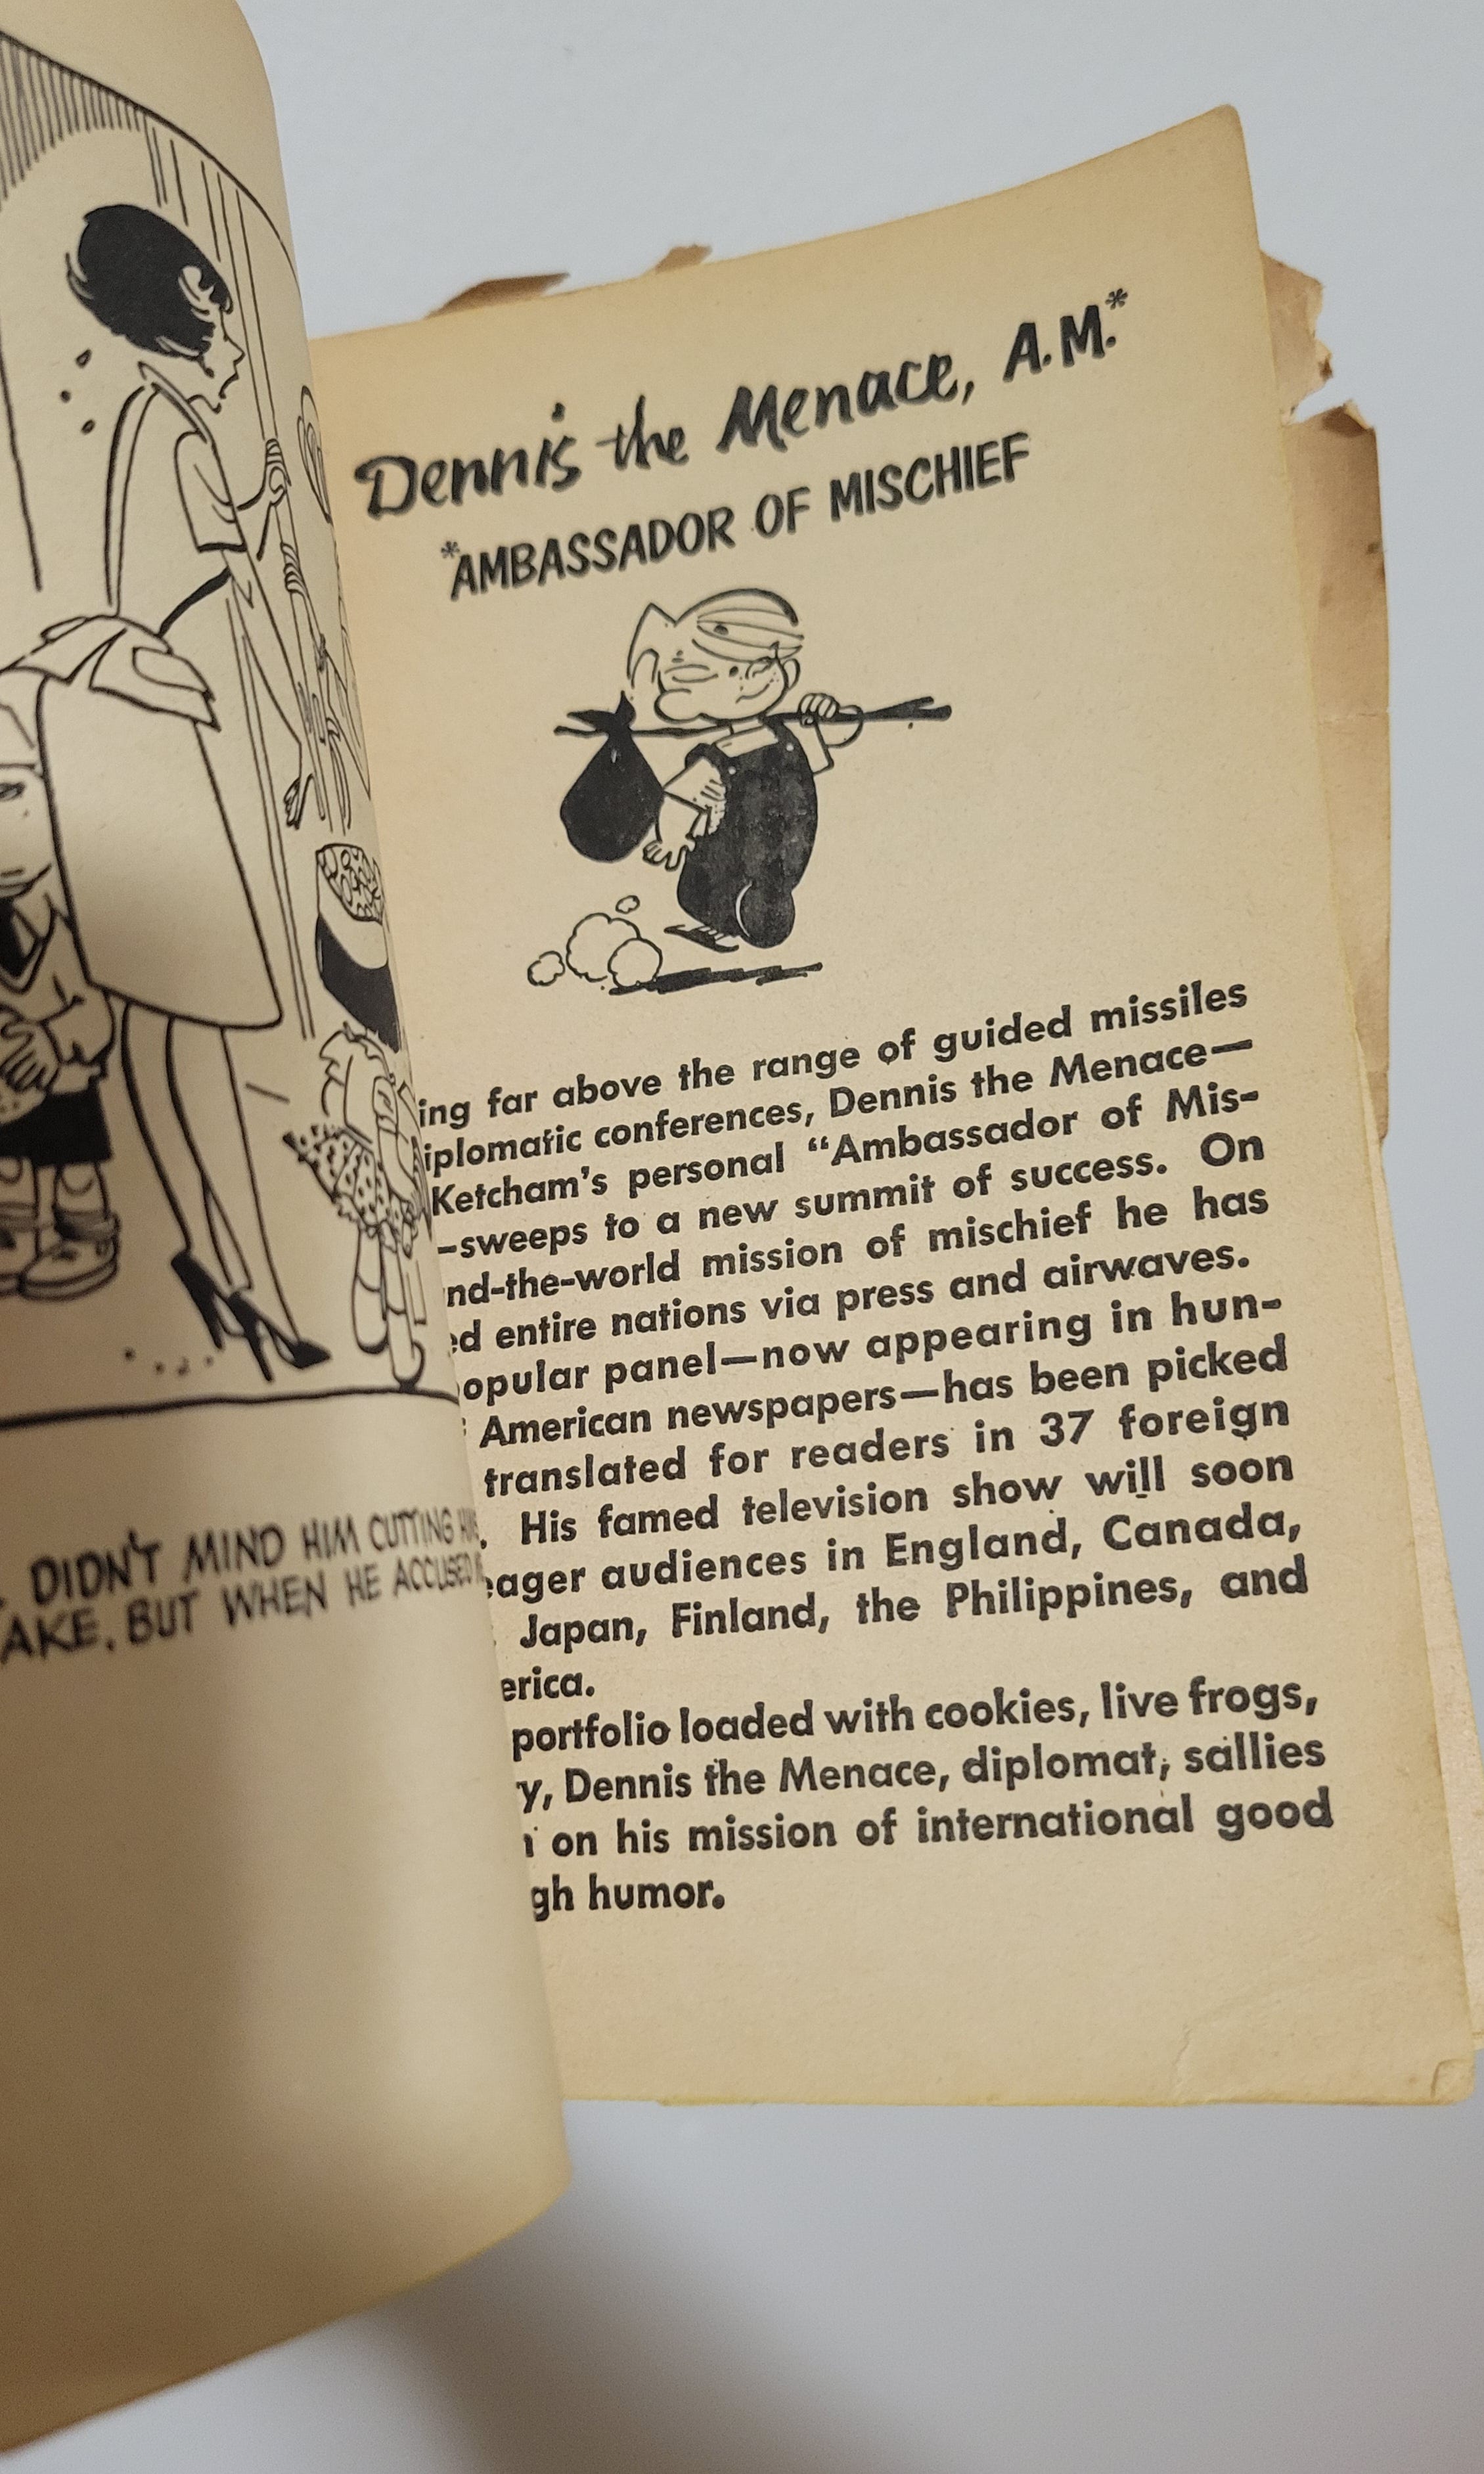 DIDN'T MIND HIM CUTTING HIS
AKE, BUT WHEN HE ACCUSED
Dennis the Menace, A.M.*
*AMBASSADOR OF MISCHIEF
ing far above the range of guided missiles
iplomatic conferences, Dennis the Menace—
Ketcham's personal “Ambassador of Mis-
–sweeps to a new summit of success. On
nd-the-world mission of mischief he has
ed entire nations via press and airwaves.
opular panel—now appearing in hun-
American newspapers—has been picked
translated for readers in 37 foreign
. His famed television show will soon
eager audiences in England, Canada,
Japan, Finland, the Philippines, and
erica.
portfolio loaded with cookies, live frogs,
y, Dennis the Menace, diplomat, sallies
on his mission of international good
gh humor.